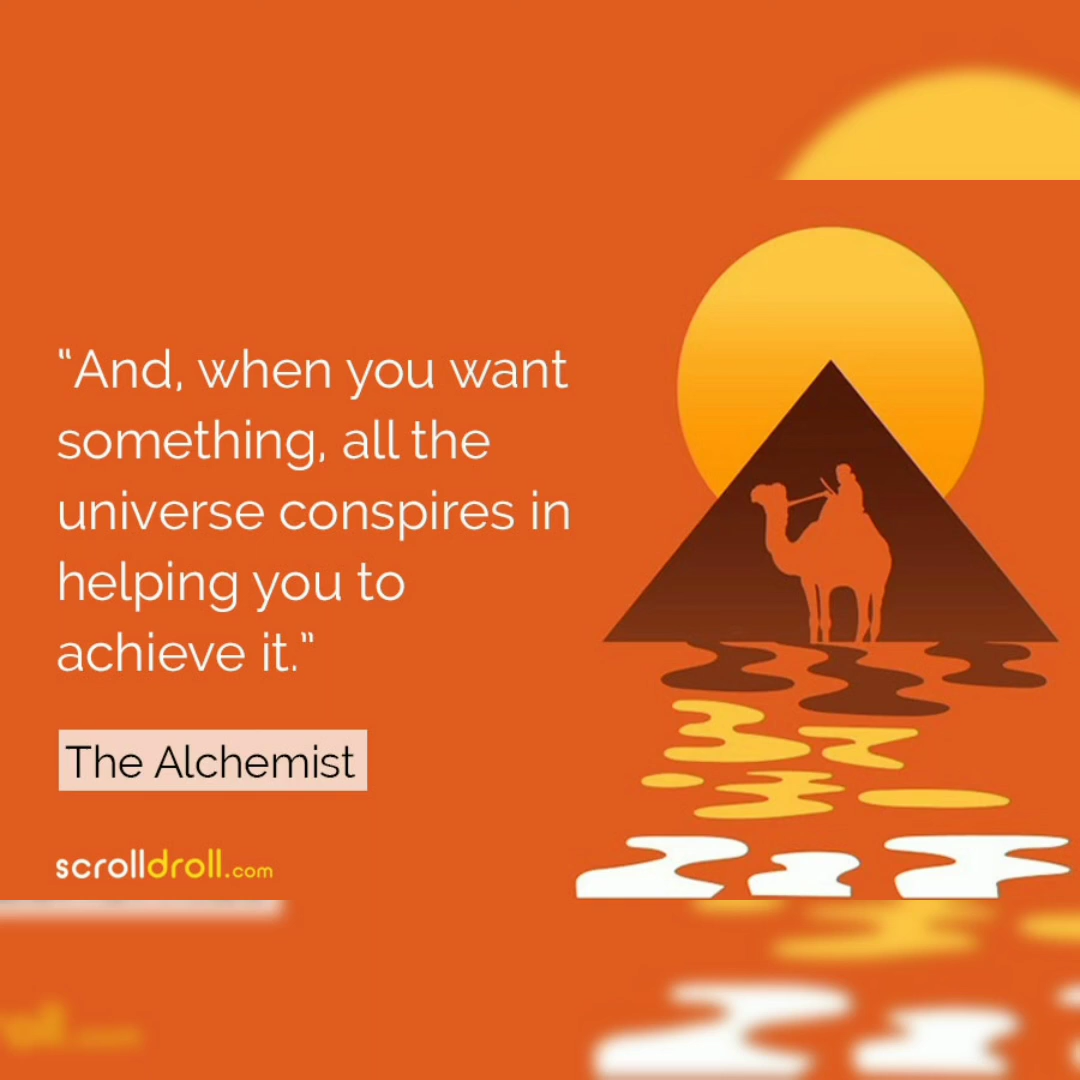 “And, when you want
something, all the
universe conspires in
helping you to
achieve it.”
The Alchemist
scrolldroll.com